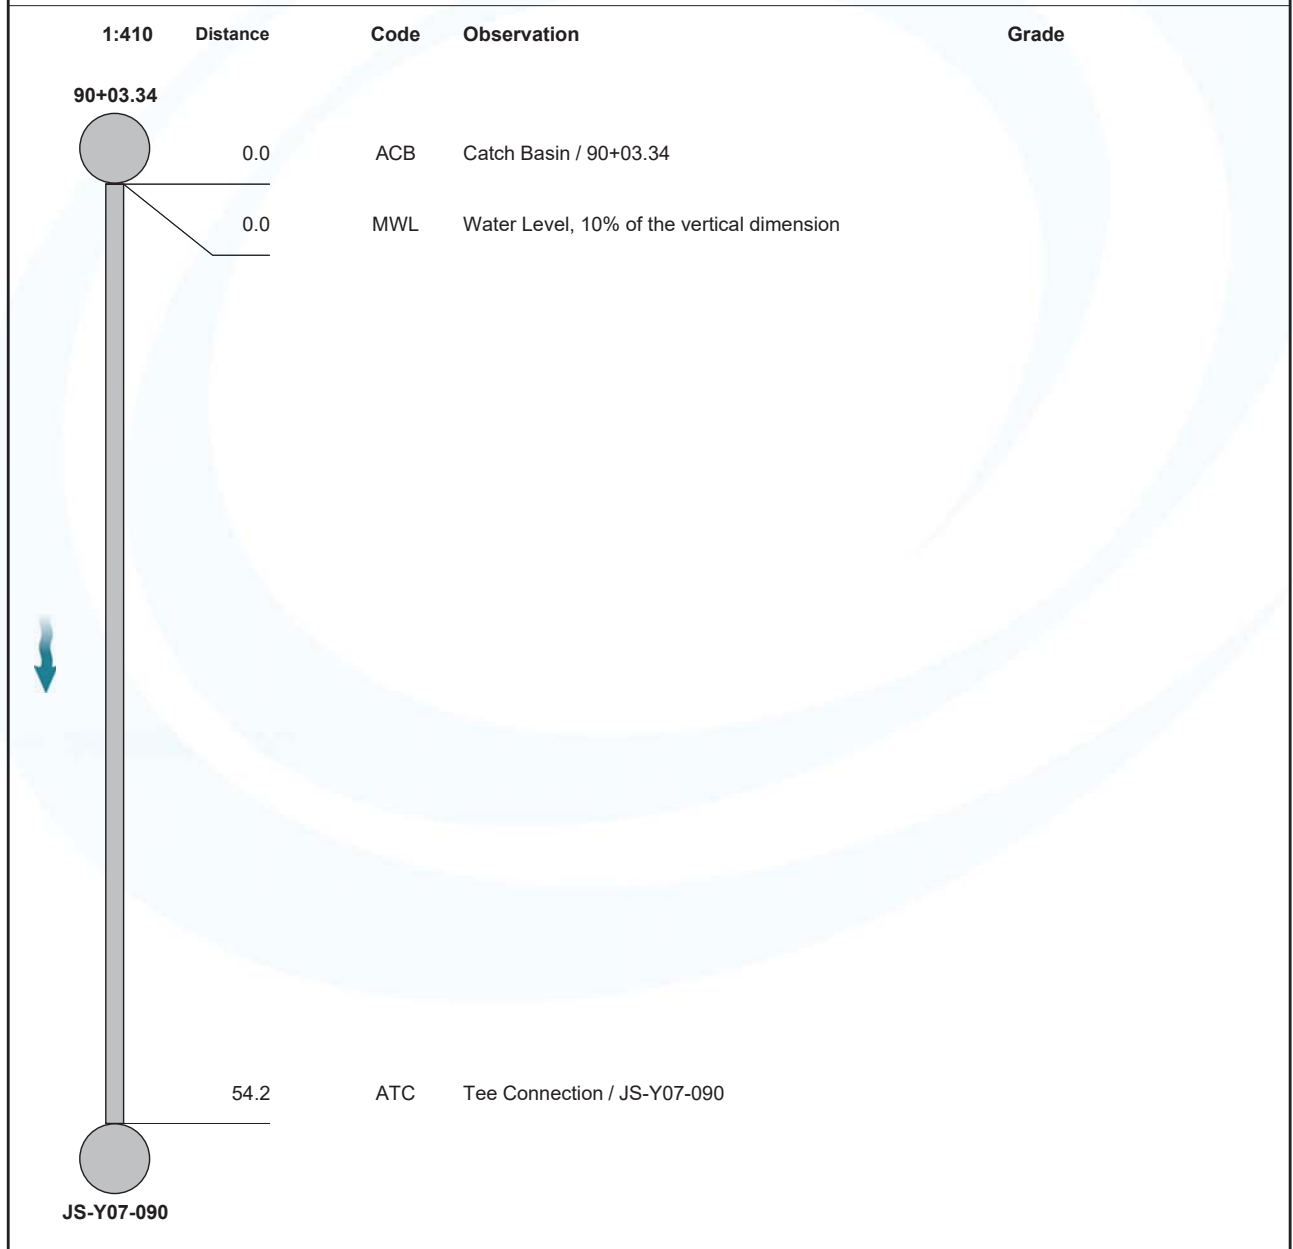 1:410 Distance Code Observation Grade
90+03.34
0.0 ACB Catch Basin / 90+03.34
0.0 MWL Water Level, 10% of the vertical dimension
54.2 ATC Tee Connection / JS-Y07-090
JS-Y07-090